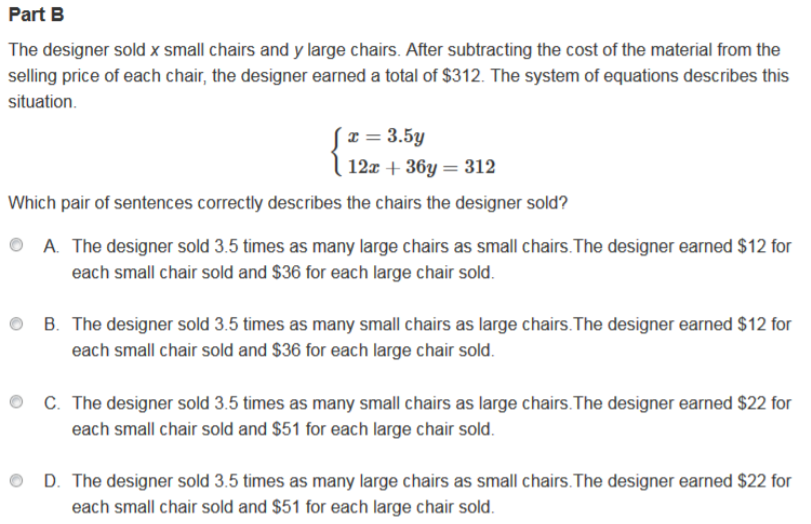 Part B
The designer sold x small chairs and y large chairs. After subtracting the cost of the material from the
selling price of each chair, the designer earned a total of $312. The system of equations describes this
situation.
x = 3.5y
12x + 36y = 312
Which pair of sentences correctly describes the chairs the designer sold?
A. The designer sold 3.5 times as many large chairs as small chairs.The designer earned $12 for
each small chair sold and $36 for each large chair sold.
B. The designer sold 3.5 times as many small chairs as large chairs.The designer earned $12 for
each small chair sold and $36 for each large chair sold.
C. The designer sold 3.5 times as many small chairs as large chairs.The designer earned $22 for
each small chair sold and $51 for each large chair sold.
D. The designer sold 3.5 times as many large chairs as small chairs.The designer earned $22 for
each small chair sold and $51 for each large chair sold.